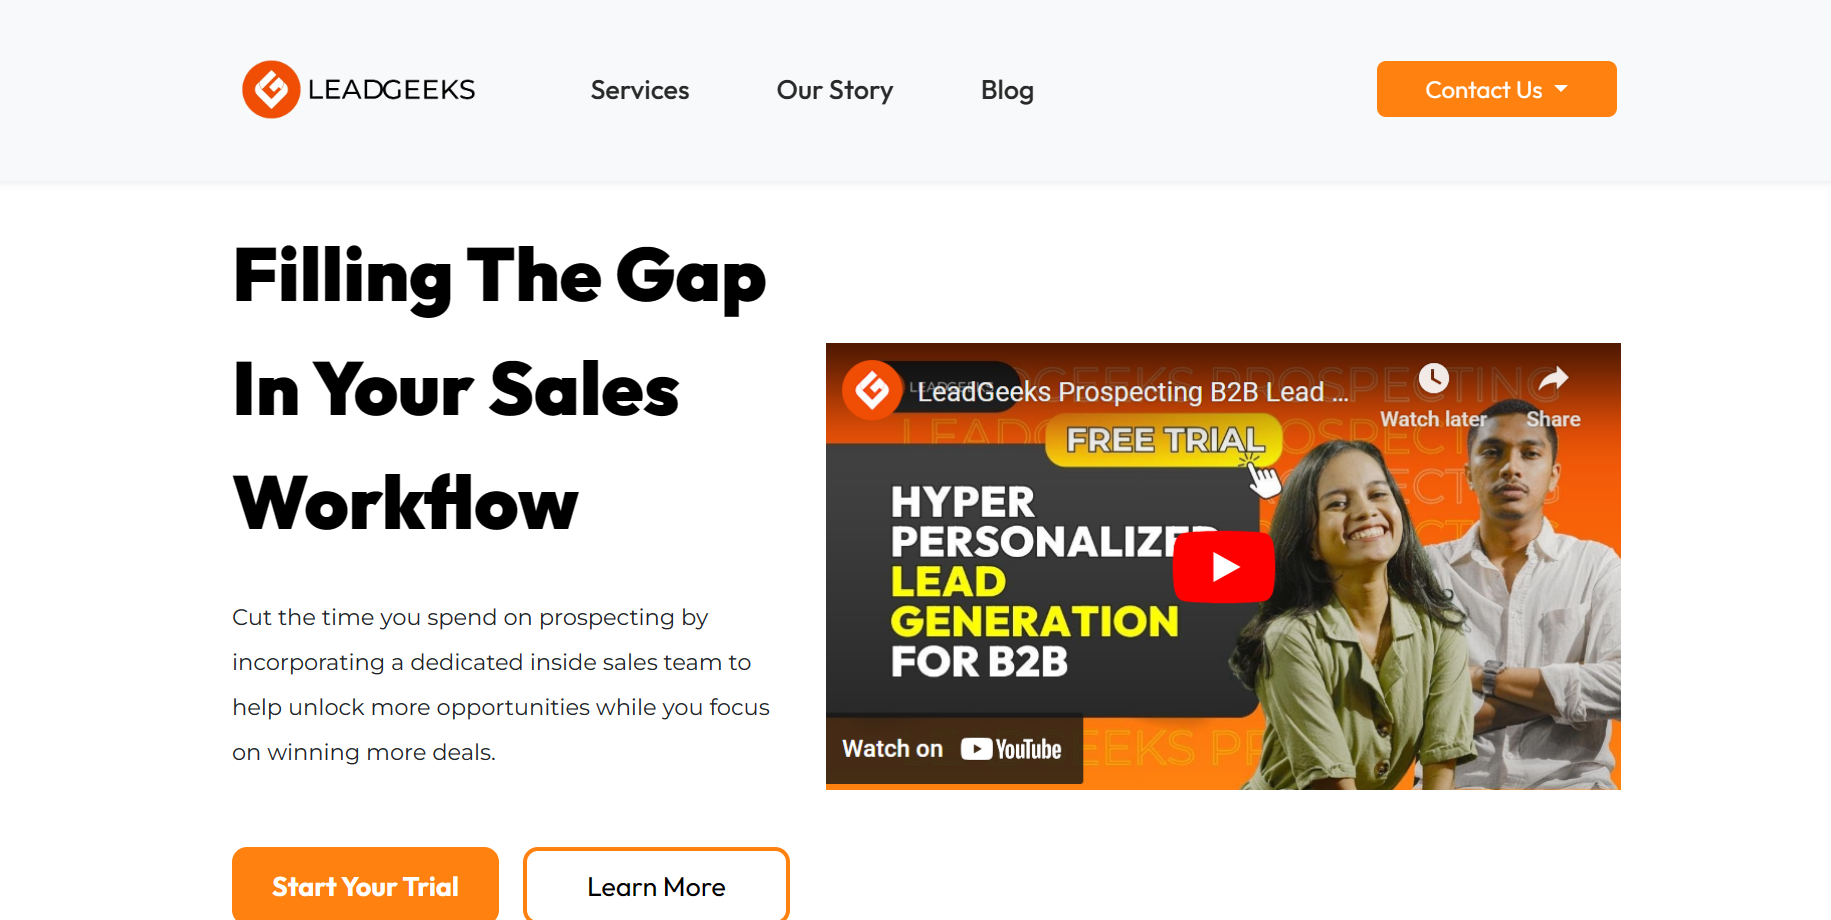 LEADGEEKS
Services
Our Story
Blog
Contact Us
Filling The Gap
In Your Sales
Workflow
Cut the time you spend on prospecting by
incorporating a dedicated inside sales team to
help unlock more opportunities while you focus
on winning more deals.
Start Your Trial
Learn More
LEADGEEKS
LeadGeeks Prospecting B2B Lead ...
Watch later
Share
FREE TRIAL
HYPER
LEAD
GENERATION
FOR B2B
Watch on YouTube